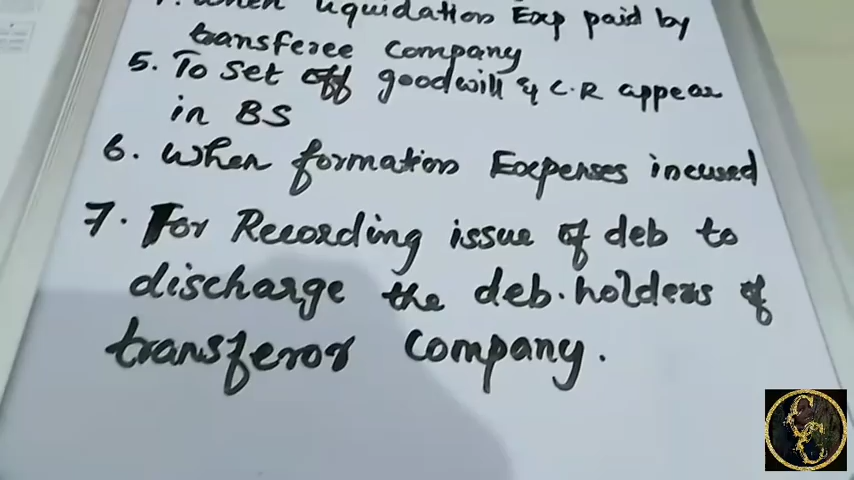 When liquidation Exp paid by
transferee company
5. To set off goodwill & C.R appear
in BS
6. When formation Expenses incured
7. For Recording issue of deb to
discharge the deb. holders of
transferor company.